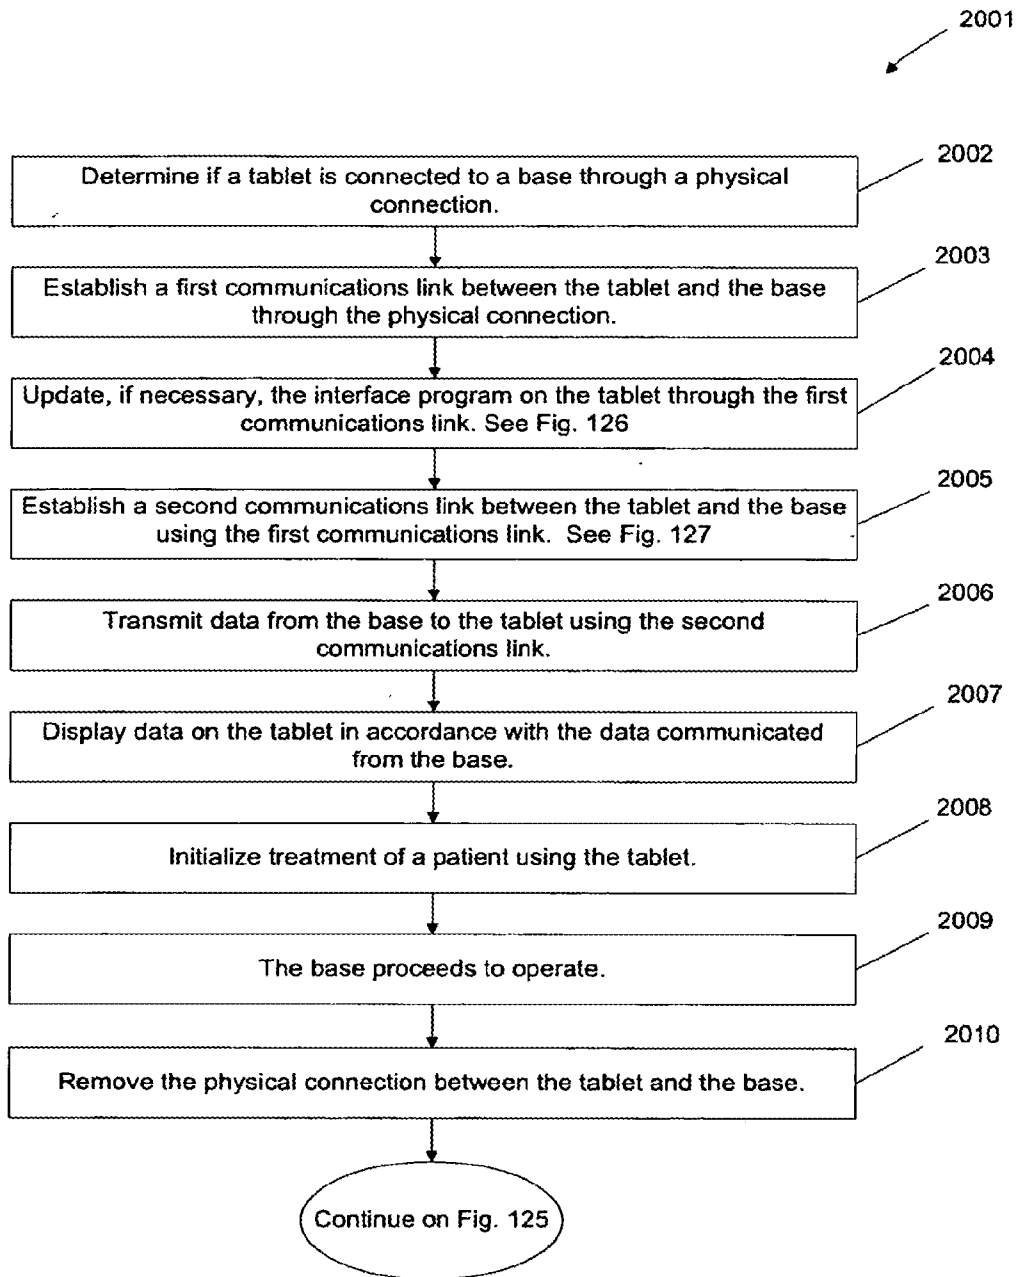 2001
2002
Determine if a tablet is connected to a base through a physical
connection.
2003
Establish a first communications link between the tablet and the base
through the physical connection.
2004
Update, if necessary, the interface program on the tablet through the first
communications link. See Fig. 126
2005
Establish a second communications link between the tablet and the base
using the first communications link. See Fig. 127
2006
Transmit data from the base to the tablet using the second
communications link.
2007
Display data on the tablet in accordance with the data communicated
from the base.
2008
Initialize treatment of a patient using the tablet.
2009
The base proceeds to operate.
2010
Remove the physical connection between the tablet and the base.
Continue on Fig. 125